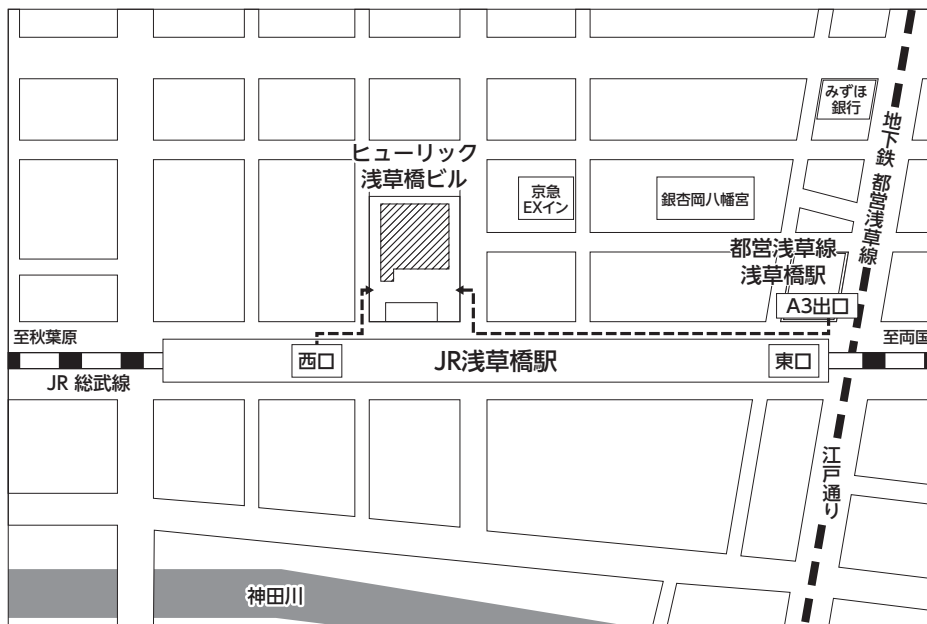 みずほ
銀行
地下鉄 都営浅草線
ヒューリック
浅草橋ビル
京急
EXイン
銀杏岡八幡宮
都営浅草線
浅草橋駅
A3出口
至秋葉原
至両国
西口
JR浅草橋駅
東口
JR 総武線
江戸通り
神田川